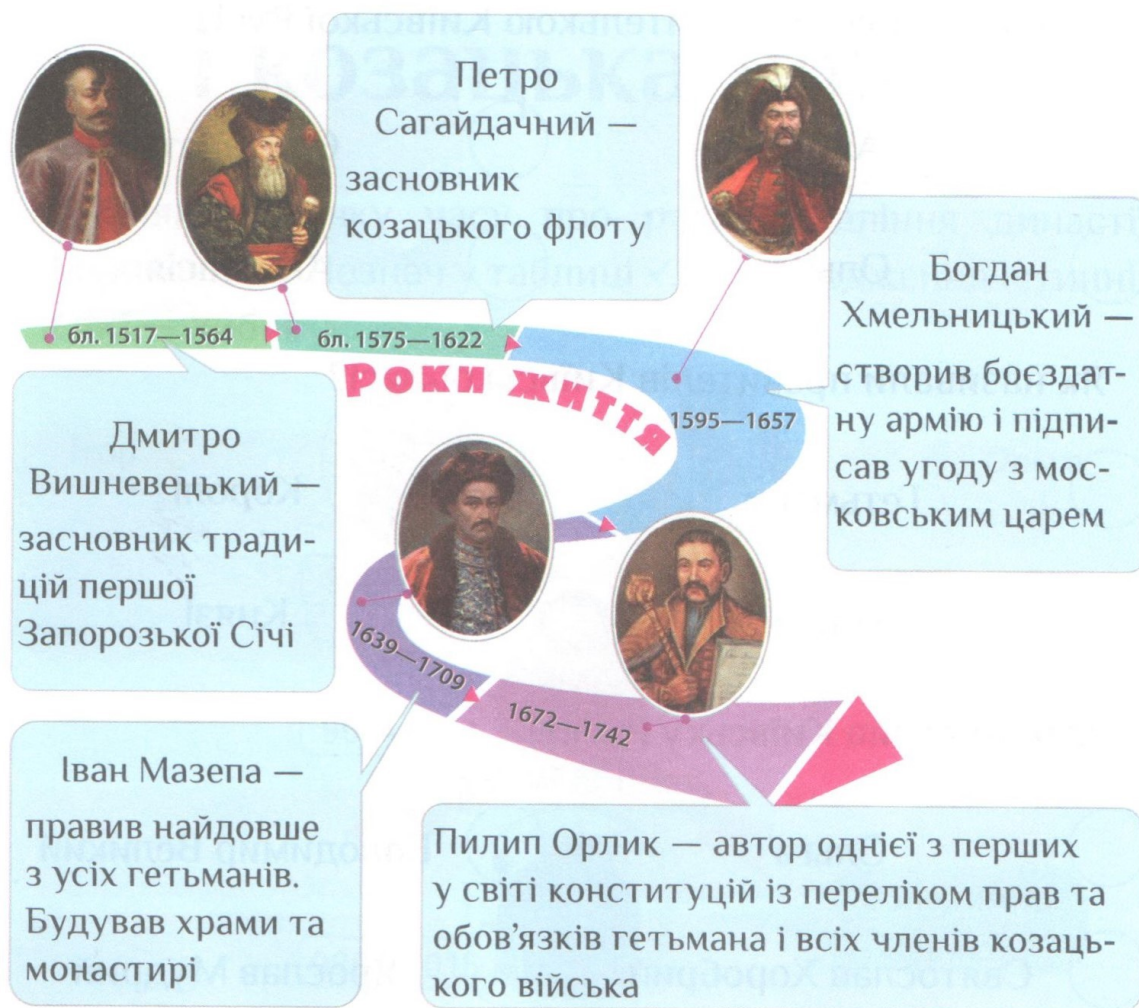 Петро
Сагайдачний —
засновник
козацького флоту
Богдан
Хмельницький —
створив боєздат-
ну армію і підпи-
сав угоду з мос-
ковським царем
бл. 1517—1564
бл. 1575—1622
1595—1657
РОКИ ЖИТТЯ
Дмитро
Вишневецький —
засновник тради-
цій першої
Запорозької Січі
1639—1709
1672—1742
Іван Мазепа —
правив найдовше
з усіх гетьманів.
Будував храми та
монастирі
Пилип Орлик — автор однієї з перших
у світі конституцій із переліком прав та
обов’язків гетьмана і всіх членів козаць-
кого війська